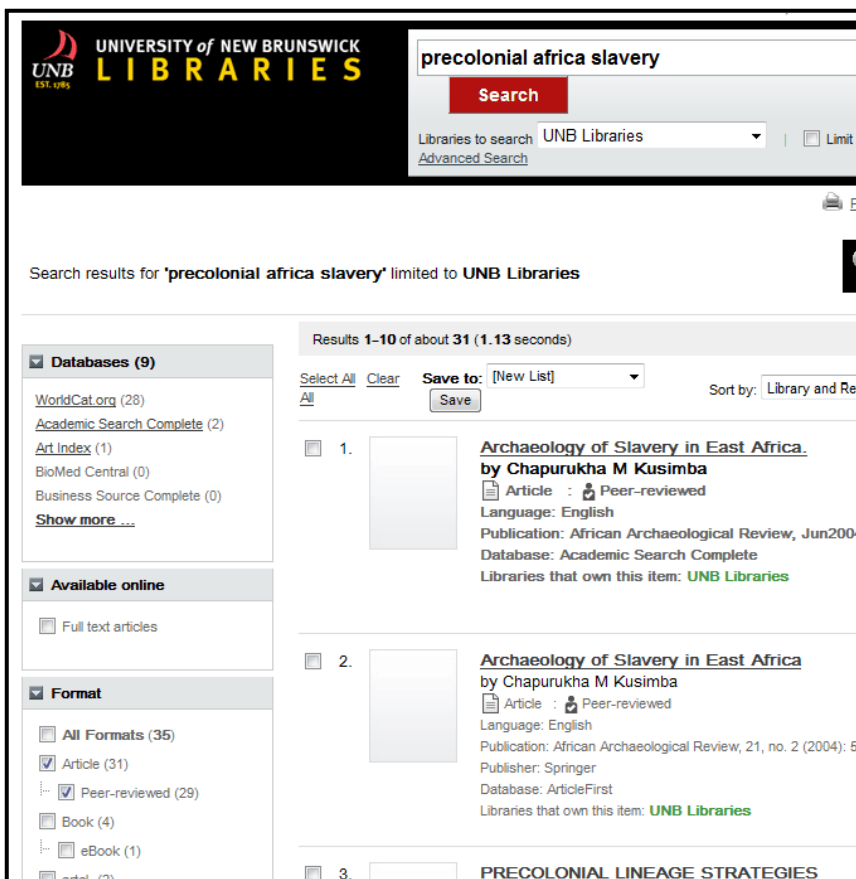 UNIVERSITY of NEW BRUNSWICK
UNB LIBRARIES
EST. 1785
precolonial africa slavery
Search
Libraries to search UNB Libraries | Limit
Advanced Search
Search results for 'precolonial africa slavery' limited to UNB Libraries
Results 1-10 of about 31 (1.13 seconds)
Databases (9)
WorldCat.org (28)
Academic Search Complete (2)
Art Index (1)
BioMed Central (0)
Business Source Complete (0)
Show more ...
Available online
Full text articles
Format
All Formats (35)
Article (31)
Peer-reviewed (29)
Book (4)
eBook (1)
Select All Clear All
Save to: [New List]
Save
Sort by: Library and Re
1. Archaeology of Slavery in East Africa.
by Chapurukha M Kusimba
Article : Peer-reviewed
Language: English
Publication: African Archaeological Review, Jun2004
Database: Academic Search Complete
Libraries that own this item: UNB Libraries
2. Archaeology of Slavery in East Africa
by Chapurukha M Kusimba
Article : Peer-reviewed
Language: English
Publication: African Archaeological Review, 21, no. 2 (2004): 5
Publisher: Springer
Database: ArticleFirst
Libraries that own this item: UNB Libraries
3. PRECOLONIAL LINEAGE STRATEGIES